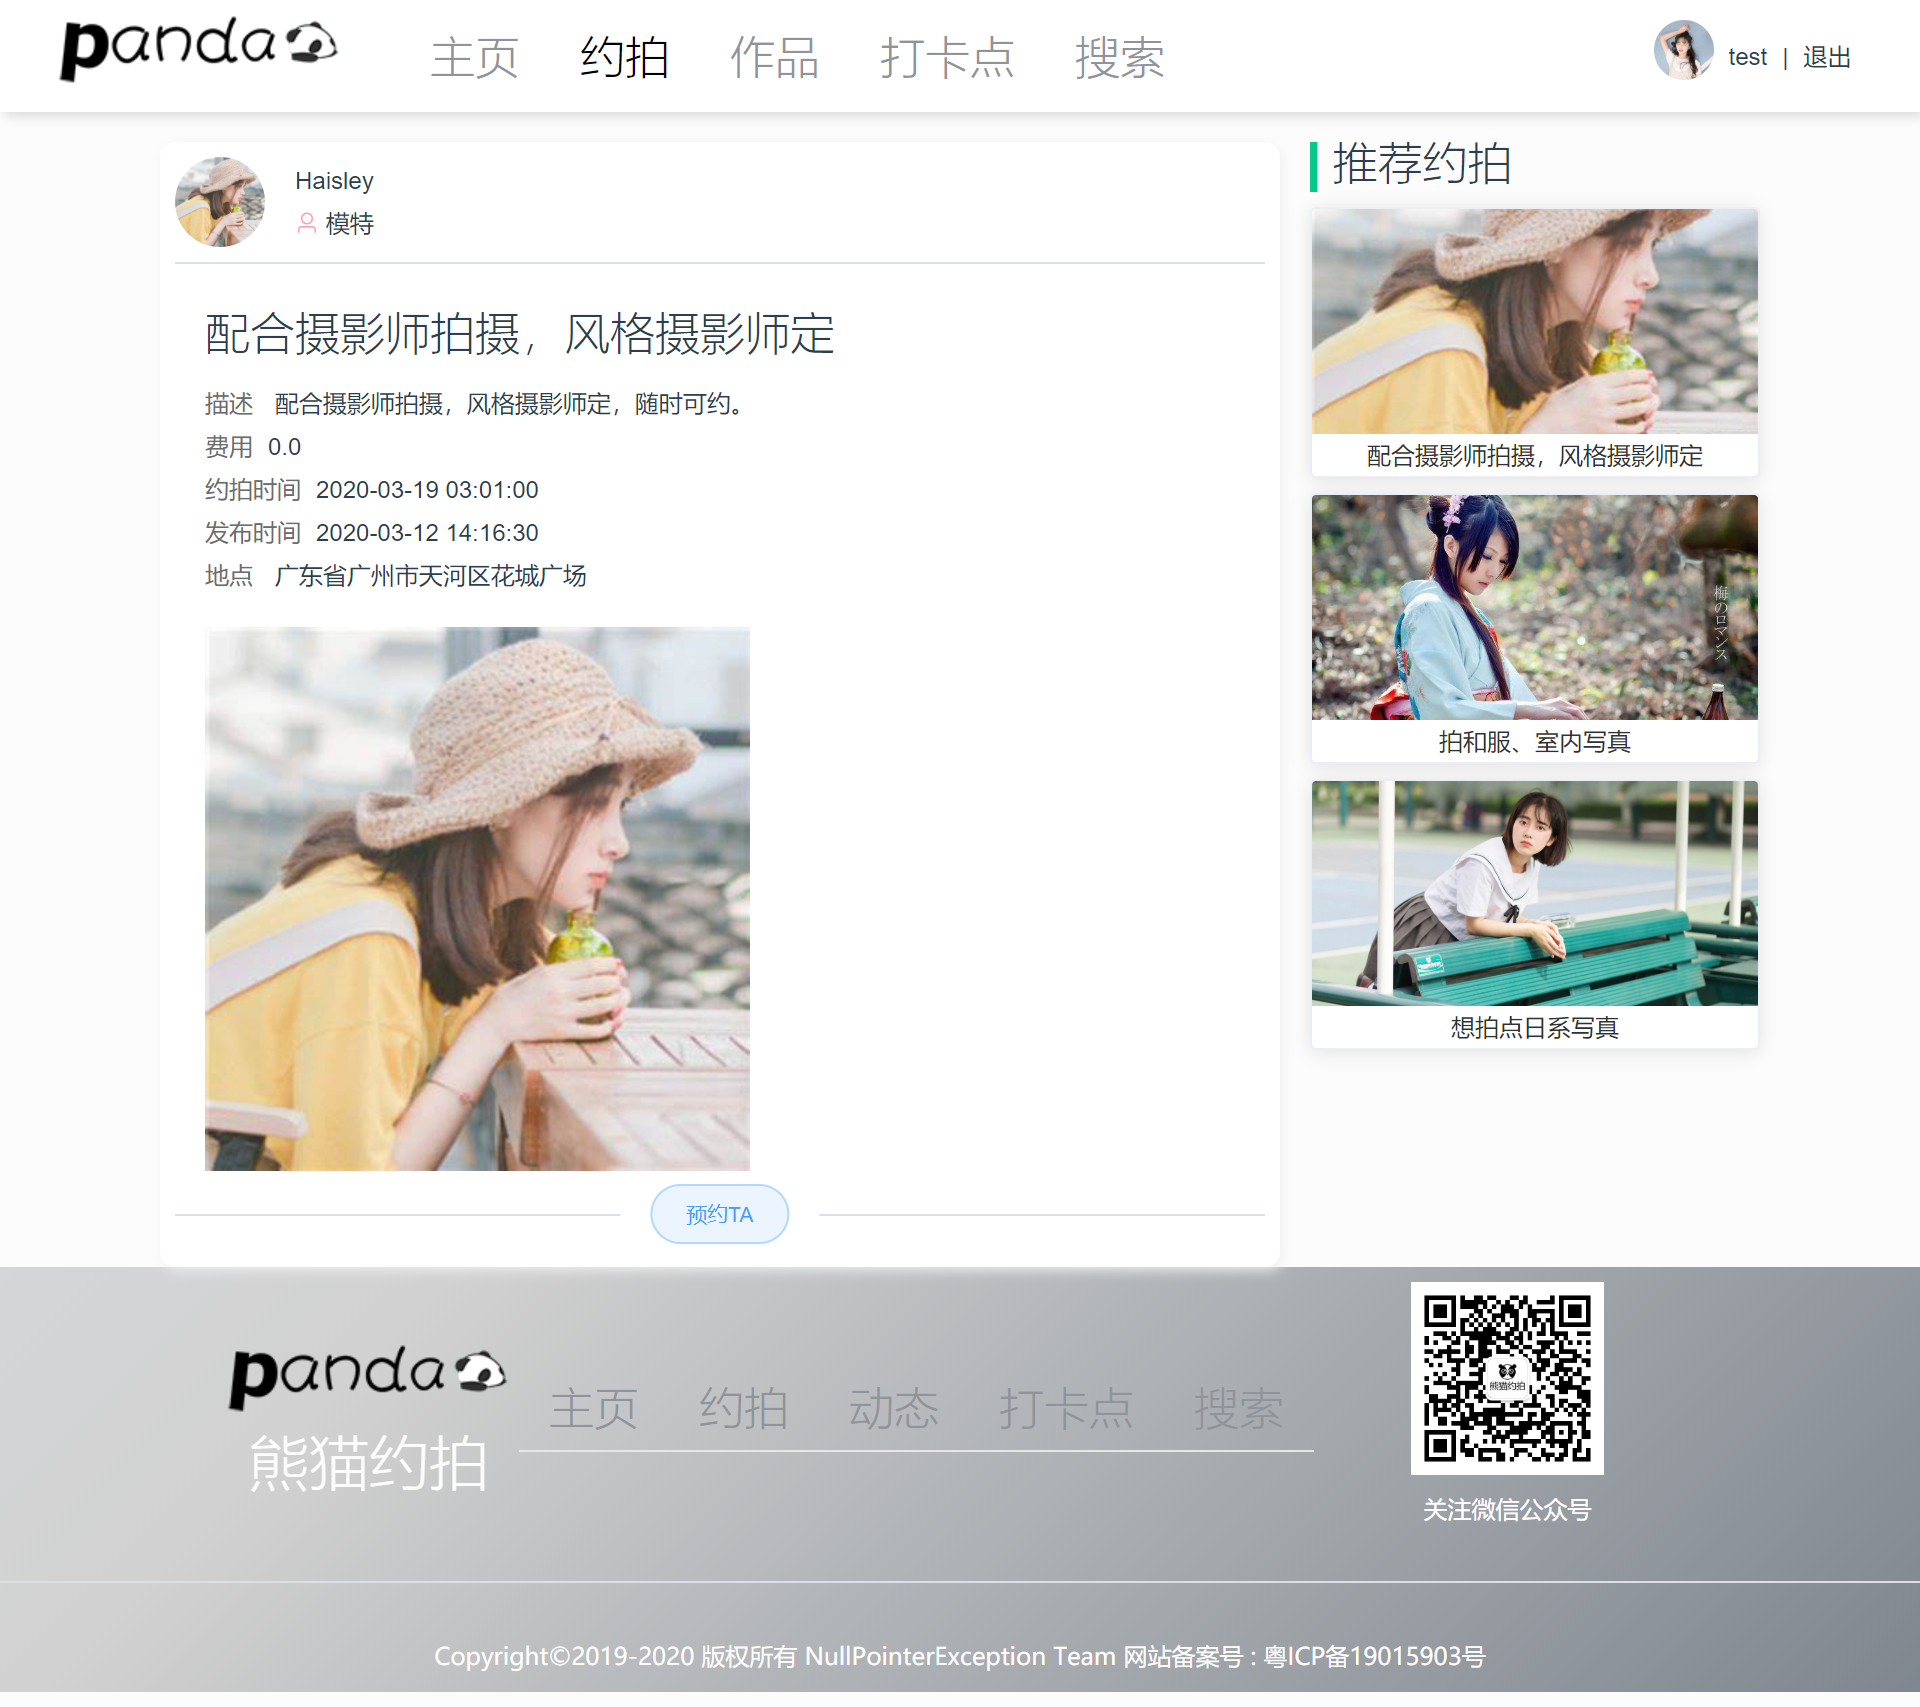 panda
主页 约拍 作品 打卡点 搜索
test | 退出
Haisley
模特
配合摄影师拍摄，风格摄影师定
描述 配合摄影师拍摄，风格摄影师定，随时可约。
费用 0.0
约拍时间 2020-03-19 03:01:00
发布时间 2020-03-12 14:16:30
地点 广东省广州市天河区花城广场
预约TA
推荐约拍
配合摄影师拍摄，风格摄影师定
梅のロマンス
拍和服、室内写真
想拍点日系写真
panda
熊猫约拍
主页 约拍 动态 打卡点 搜索
熊猫约拍
关注微信公众号
Copyright©2019-2020 版权所有 NullPointerException Team 网站备案号 : 粤ICP备19015903号